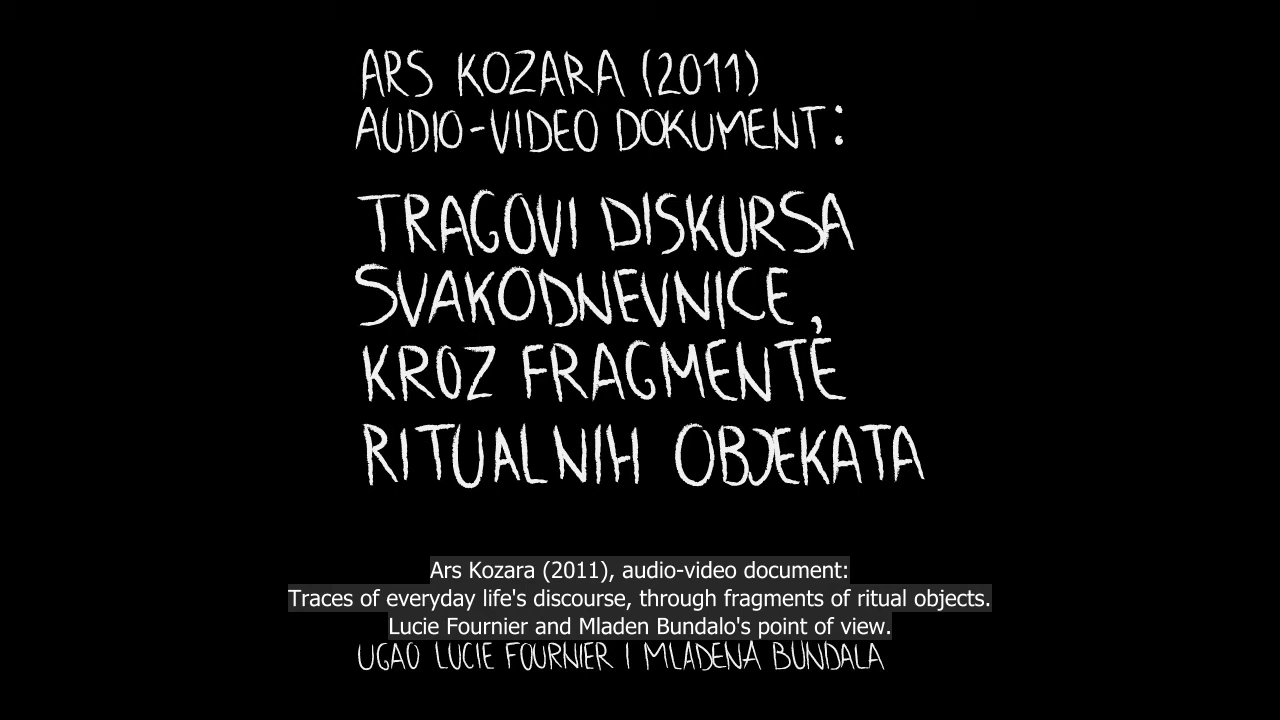 ARS KOZARA (2011)
AUDIO-VIDEO DOKUMENT:
TRAGOVI DISKURSA
SVAKODNEVNICE,
KROZ FRAGMENTE
RITUALNIH OBJEKATA
Ars Kozara (2011), audio-video document:
Traces of everyday life's discourse, through fragments of ritual objects.
Lucie Fournier and Mladen Bundalo's point of view.
UGAO LUCIE FOURNIER I MLADENA BUNDALA